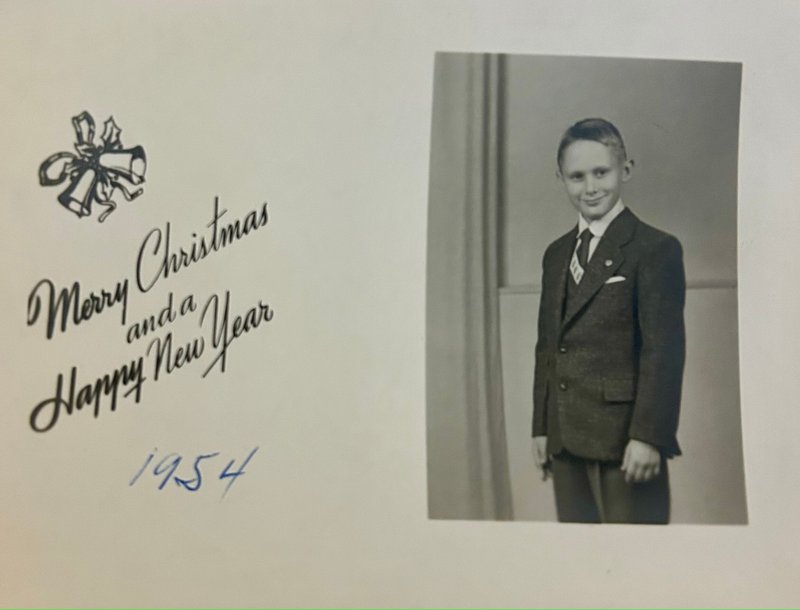 Merry Christmas
and a
Happy New Year
1954